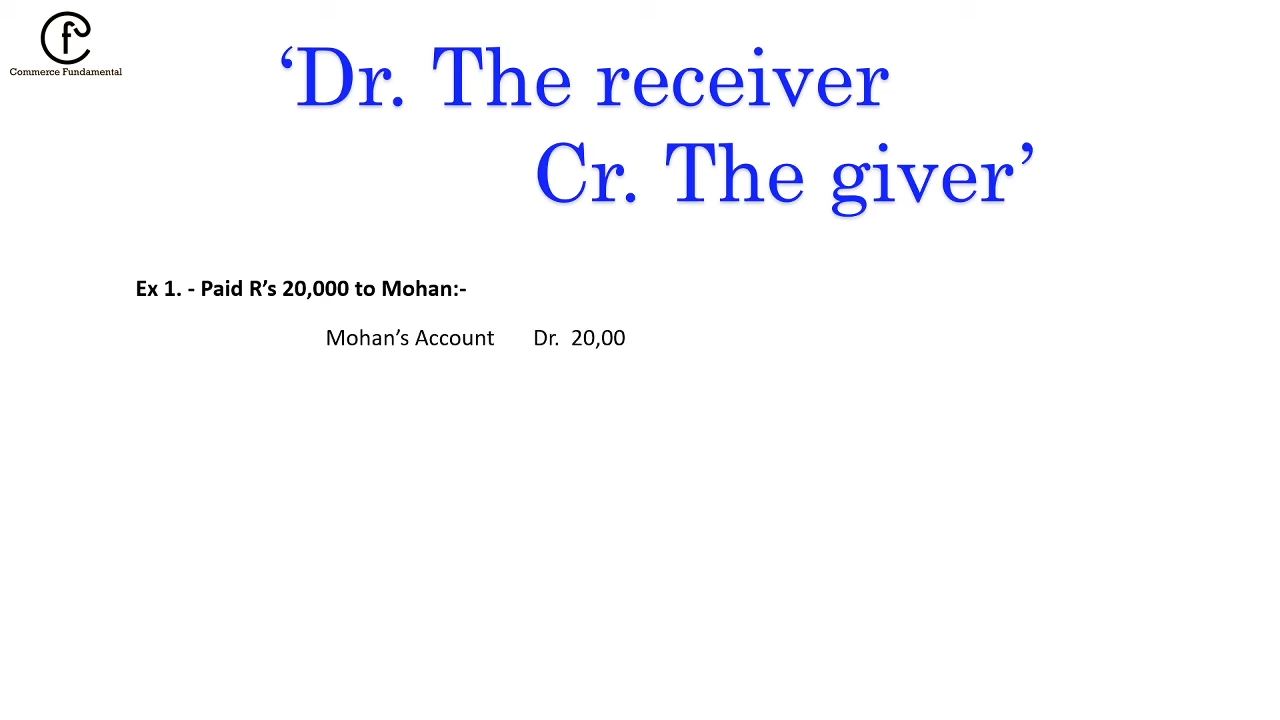 f
Commerce Fundamental
‘Dr. The receiver
Cr. The giver’
Ex 1. - Paid R’s 20,000 to Mohan:-
Mohan’s Account Dr. 20,00